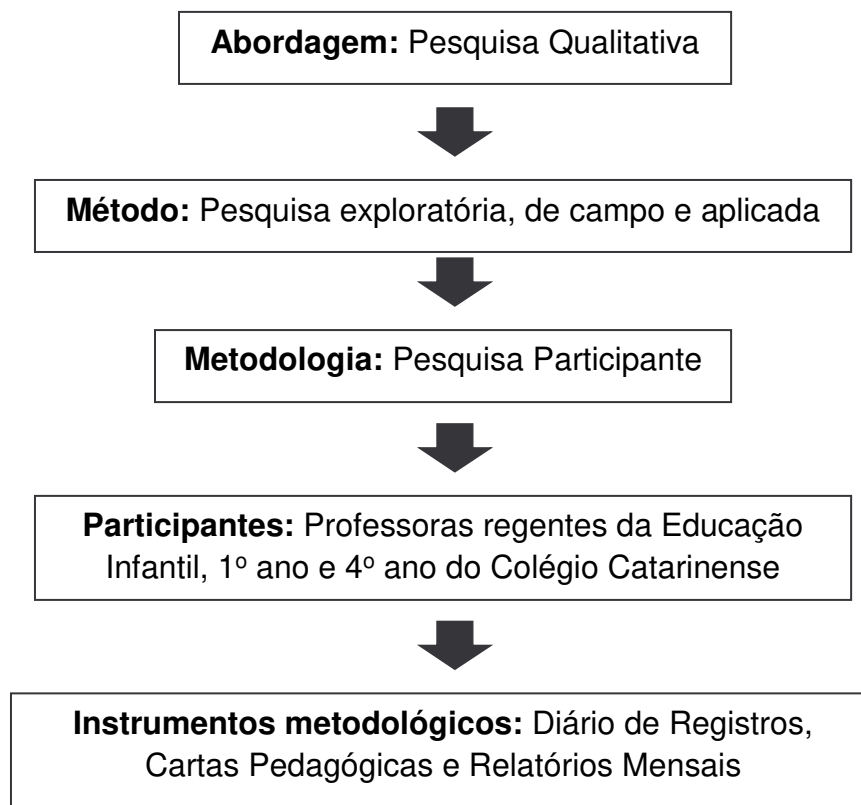 Abordagem: Pesquisa Qualitativa
Método: Pesquisa exploratória, de campo e aplicada
Metodologia: Pesquisa Participante
Participantes: Professoras regentes da Educação
Infantil, 1º ano e 4º ano do Colégio Catarinense
Instrumentos metodológicos: Diário de Registros,
Cartas Pedagógicas e Relatórios Mensais